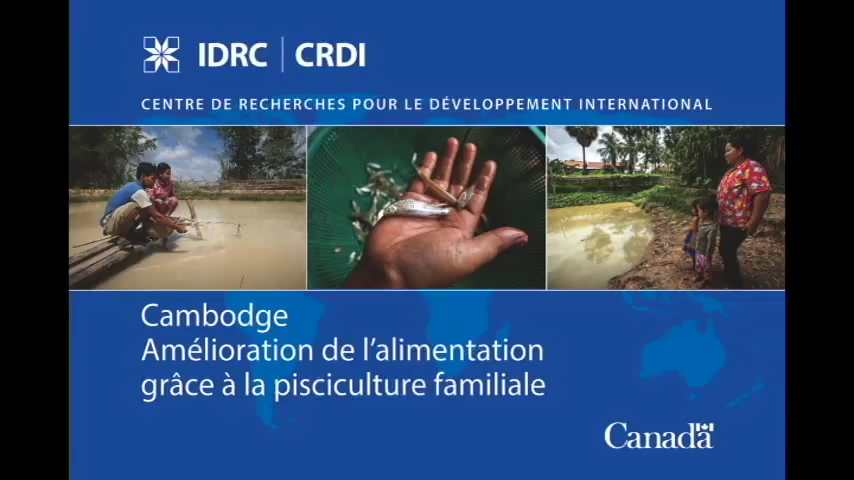 IDRC | CRDI
CENTRE DE RECHERCHES POUR LE DÉVELOPPEMENT INTERNATIONAL
Cambodge
Amélioration de l'alimentation
grâce à la pisciculture familiale
Canada